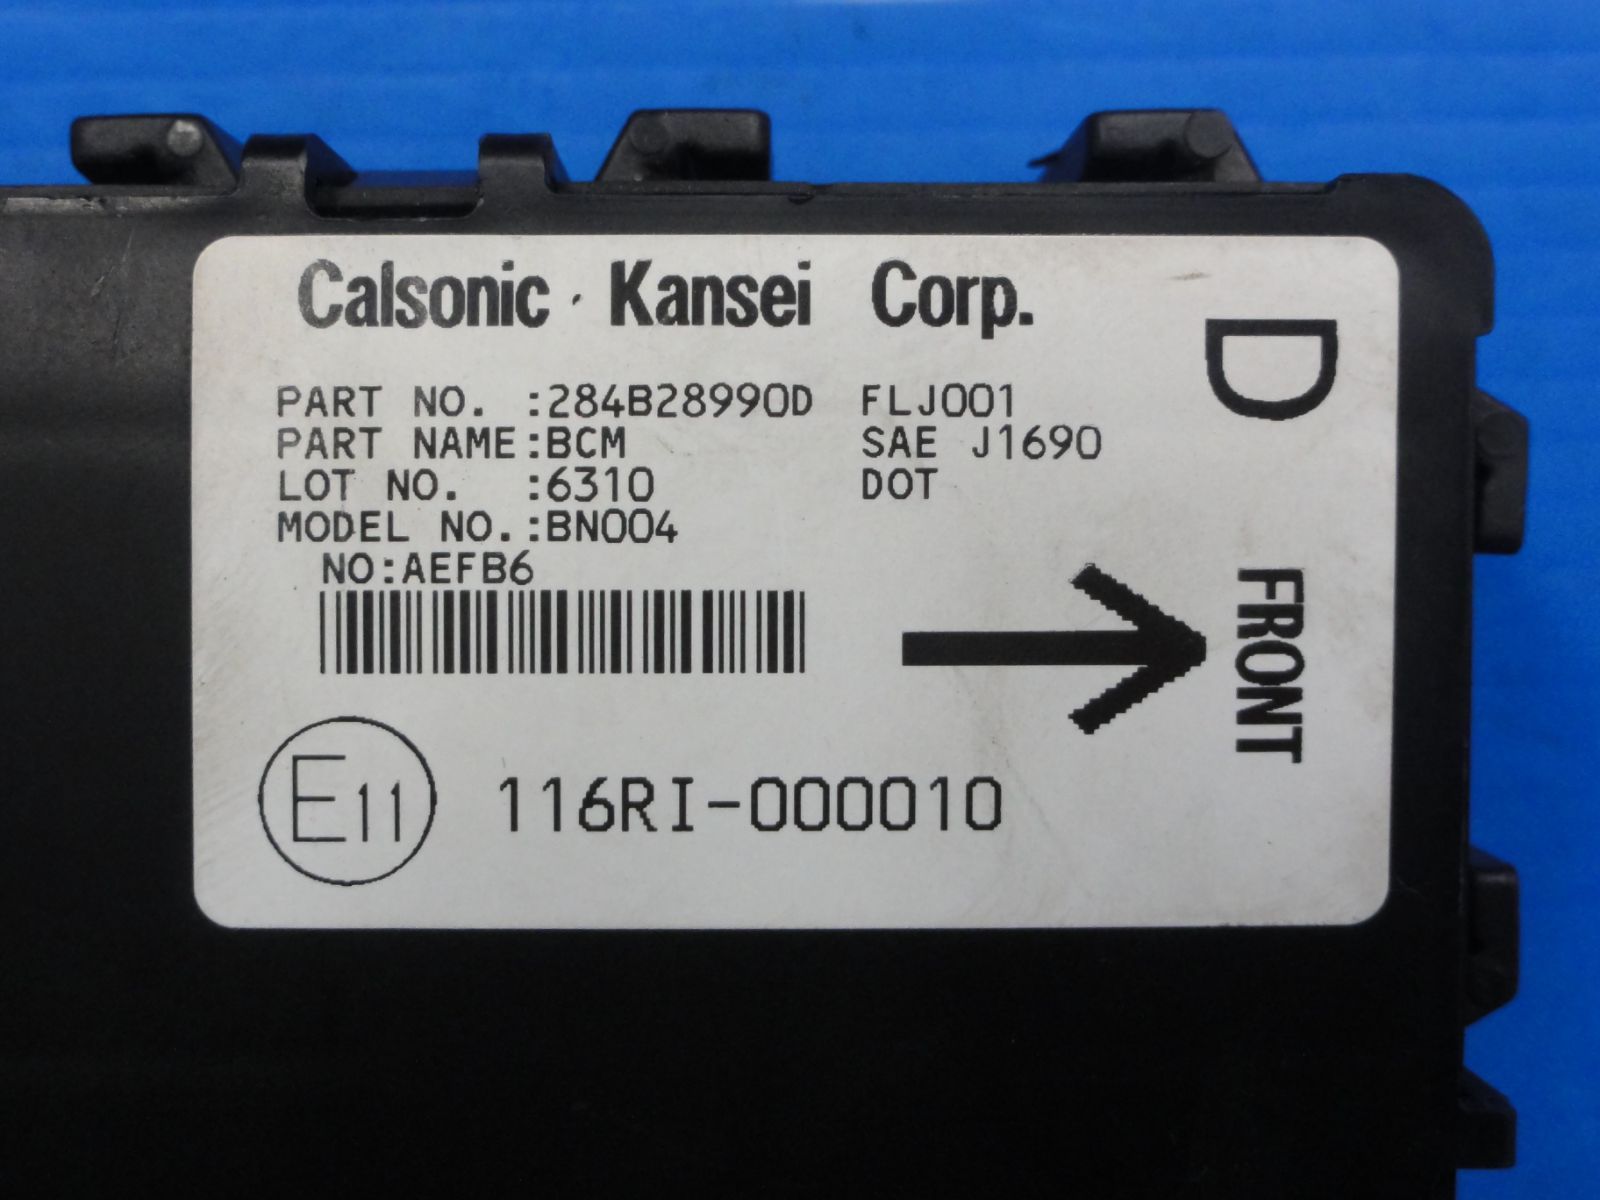 Calsonic · Kansei Corp.
D
PART NO. :284B28990D FLJ001
PART NAME:BCM SAE J1690
LOT NO. :6310 DOT
MODEL NO.:BN004
NO:AEFB6
FRONT
E11 116RI-000010